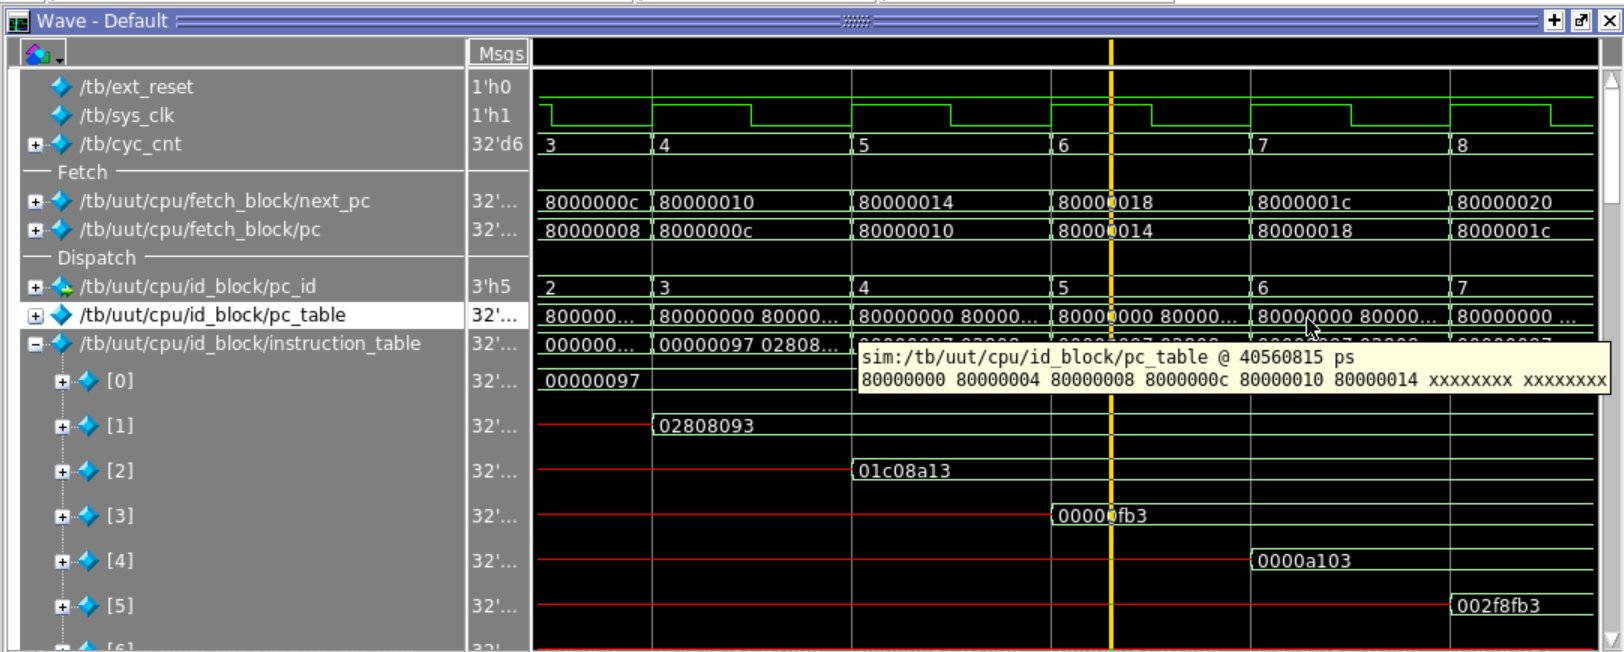 Wave - Default
Msgs
/tb/ext_reset 1'h0
/tb/sys_clk 1'h1
/tb/cyc_cnt 32'd6 3 4 5 6 7 8
Fetch
/tb/uut/cpu/fetch_block/next_pc 32'... 8000000c 80000010 80000014 80000018 8000001c 80000020
/tb/uut/cpu/fetch_block/pc 32'... 80000008 8000000c 80000010 80000014 80000018 8000001c
Dispatch
/tb/uut/cpu/id_block/pc_id 3'h5 2 3 4 5 6 7
/tb/uut/cpu/id_block/pc_table 32'... 800000... 80000000 80000... 80000000 80000... 80000000 80000... 80000000 80000... 80000000 ...
/tb/uut/cpu/id_block/instruction_table 32'... 000000... 00000097 02808...
sim:/tb/uut/cpu/id_block/pc_table @ 40560815 ps
80000000 80000004 80000008 8000000c 80000010 80000014 xxxxxxxx xxxxxxxx
[0] 32'... 00000097
[1] 32'... 02808093
[2] 32'... 01c08a13
[3] 32'... 00000fb3
[4] 32'... 0000a103
[5] 32'... 002f8fb3